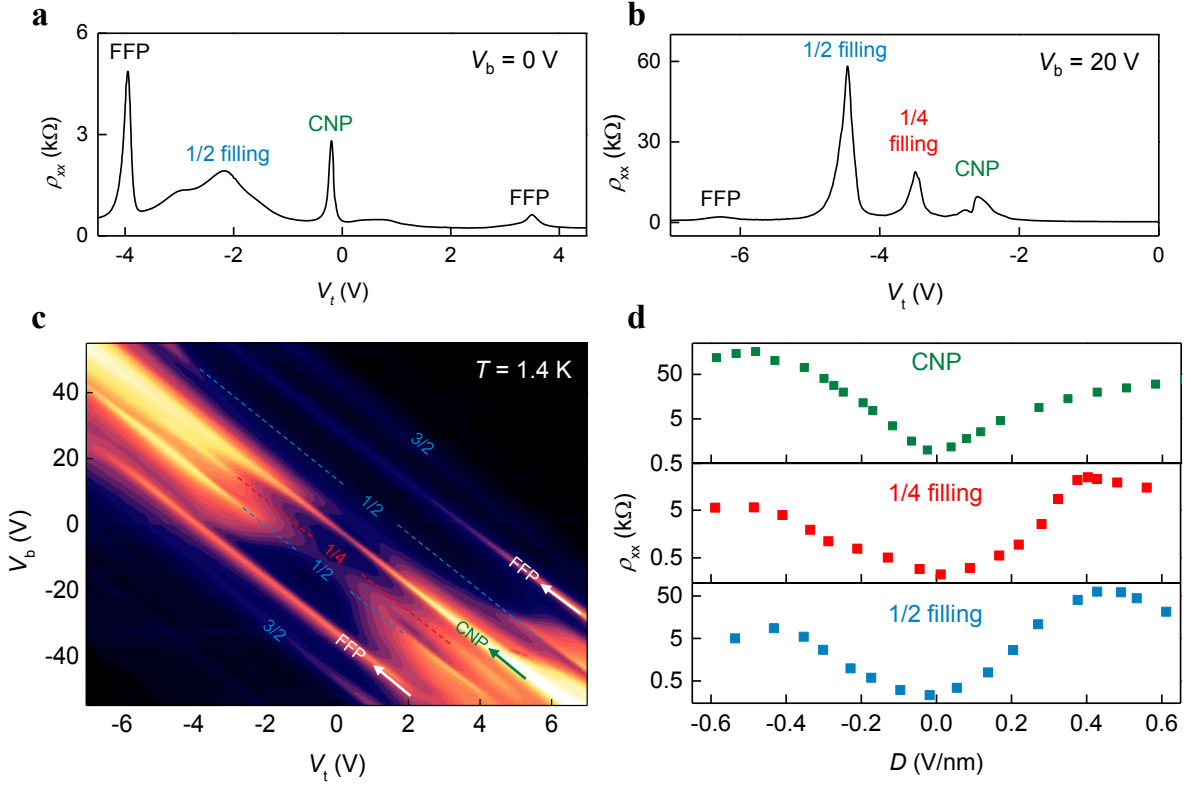 a
FFP
1/2 filling
CNP
FFP
V_b = 0 V
6
3
0
ρ_xx (kΩ)
-4
-2
0
2
4
V_t (V)
b
1/2 filling
1/4
filling
CNP
FFP
V_b = 20 V
60
30
0
ρ_xx (kΩ)
-6
-4
-2
0
V_t (V)
c
T = 1.4 K
3/2
1/2
1/4
1/2
3/2
FFP
FFP
CNP
40
20
0
-20
-40
V_b (V)
-6
-4
-2
0
2
4
6
V_t (V)
d
CNP
50
5
0.5
1/4 filling
5
0.5
1/2 filling
50
5
0.5
ρ_xx (kΩ)
-0.6
-0.4
-0.2
0.0
0.2
0.4
0.6
D (V/nm)